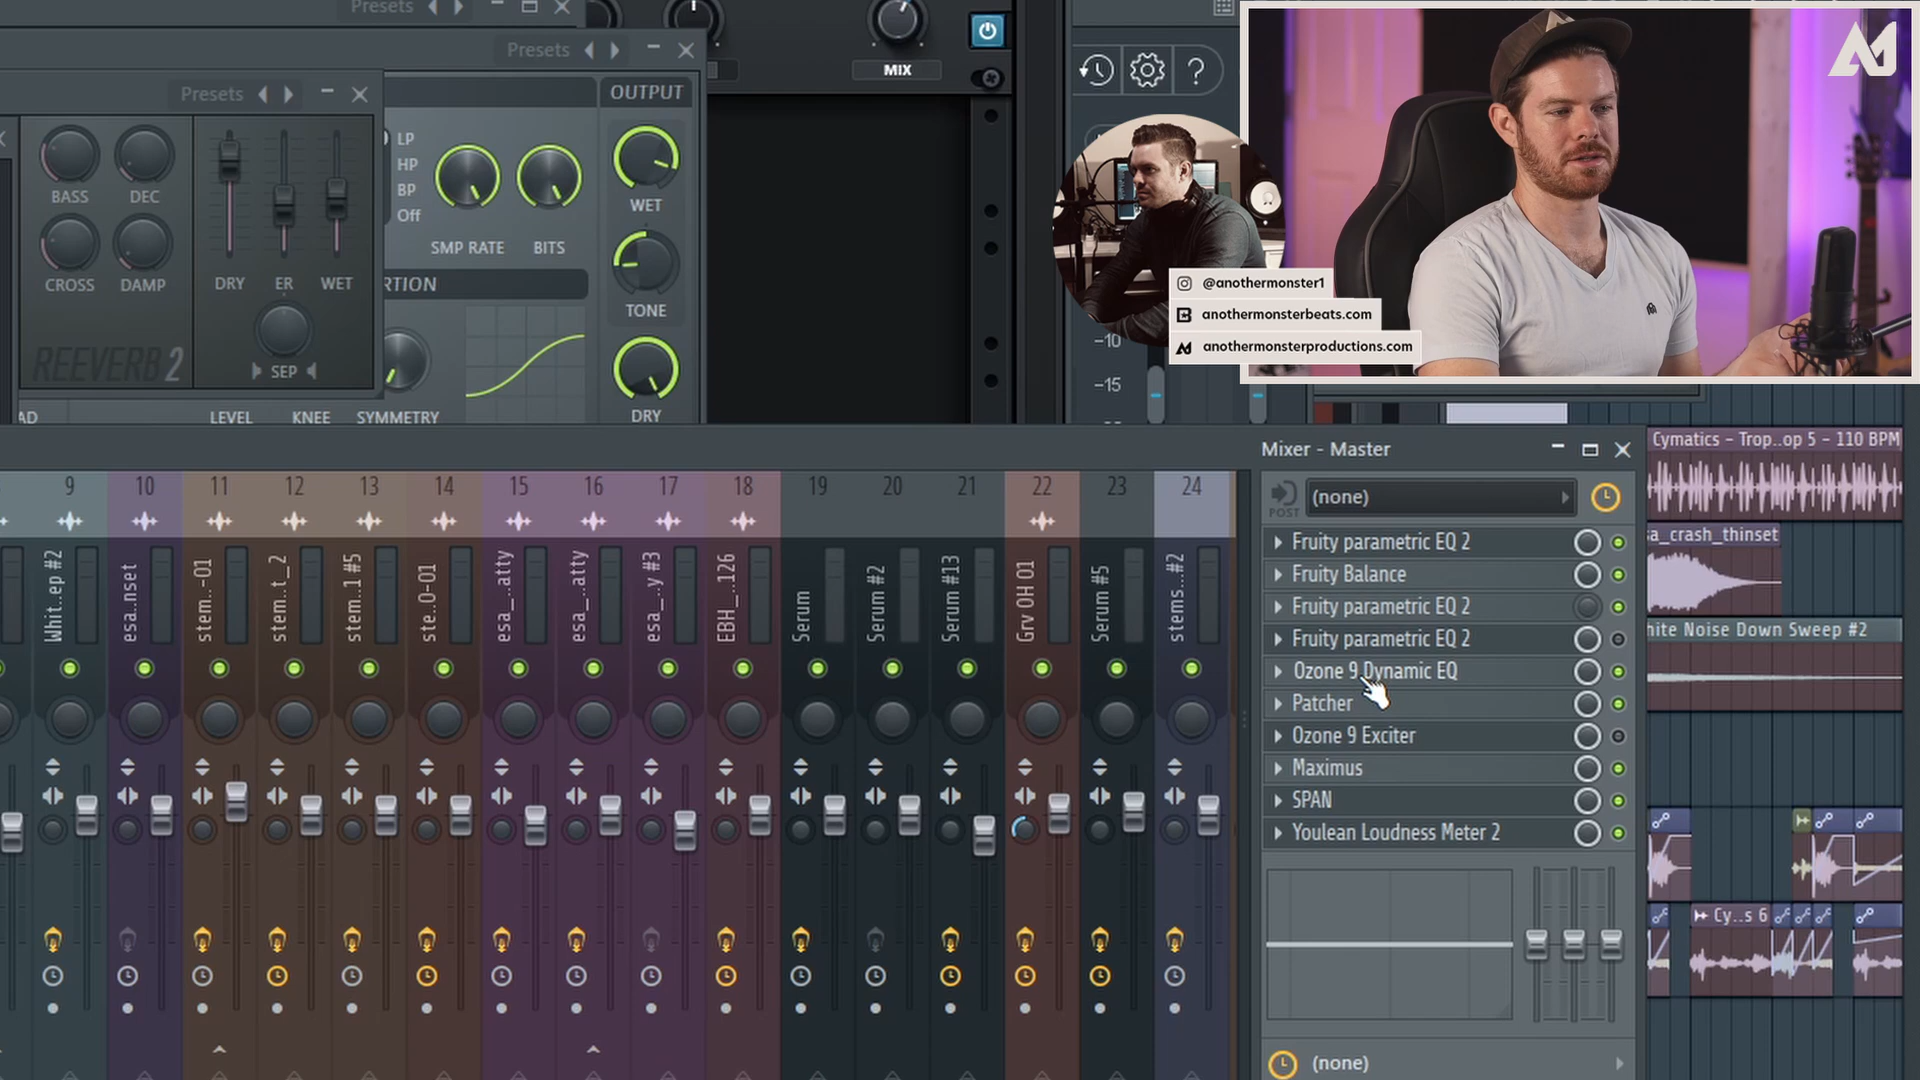 Presets
Presets
Presets
MIX
OUTPUT
LP
HP
BP
Off
BASS
DEC
CROSS
DAMP
DRY
ER
WET
SEP
REEVERB 2
SMP RATE
BITS
WET
TONE
DRY
RTION
AD
LEVEL
KNEE
SYMMETRY
?
-10
-15
@anothermonster1
anothermonsterbeats.com
anothermonsterproductions.com
9
10
11
12
13
14
15
16
17
18
19
20
21
22
23
24
Whit..ep #2
esa..nset
stem..-01
stem..t_2
stem..1 #5
ste..0-01
esa_..atty
esa_..atty
esa_..y #3
EBH_..126
Serum
Serum #2
Serum #13
Grv OH 01
Serum #5
stems...#2
Mixer - Master
POST
(none)
Fruity parametric EQ 2
Fruity Balance
Fruity parametric EQ 2
Fruity parametric EQ 2
Ozone 9 Dynamic EQ
Patcher
Ozone 9 Exciter
Maximus
SPAN
Youlean Loudness Meter 2
(none)
Cymatics - Trop..op 5 - 110 BPM
sa_crash_thinset
hite Noise Down Sweep #2
Cy..s 6